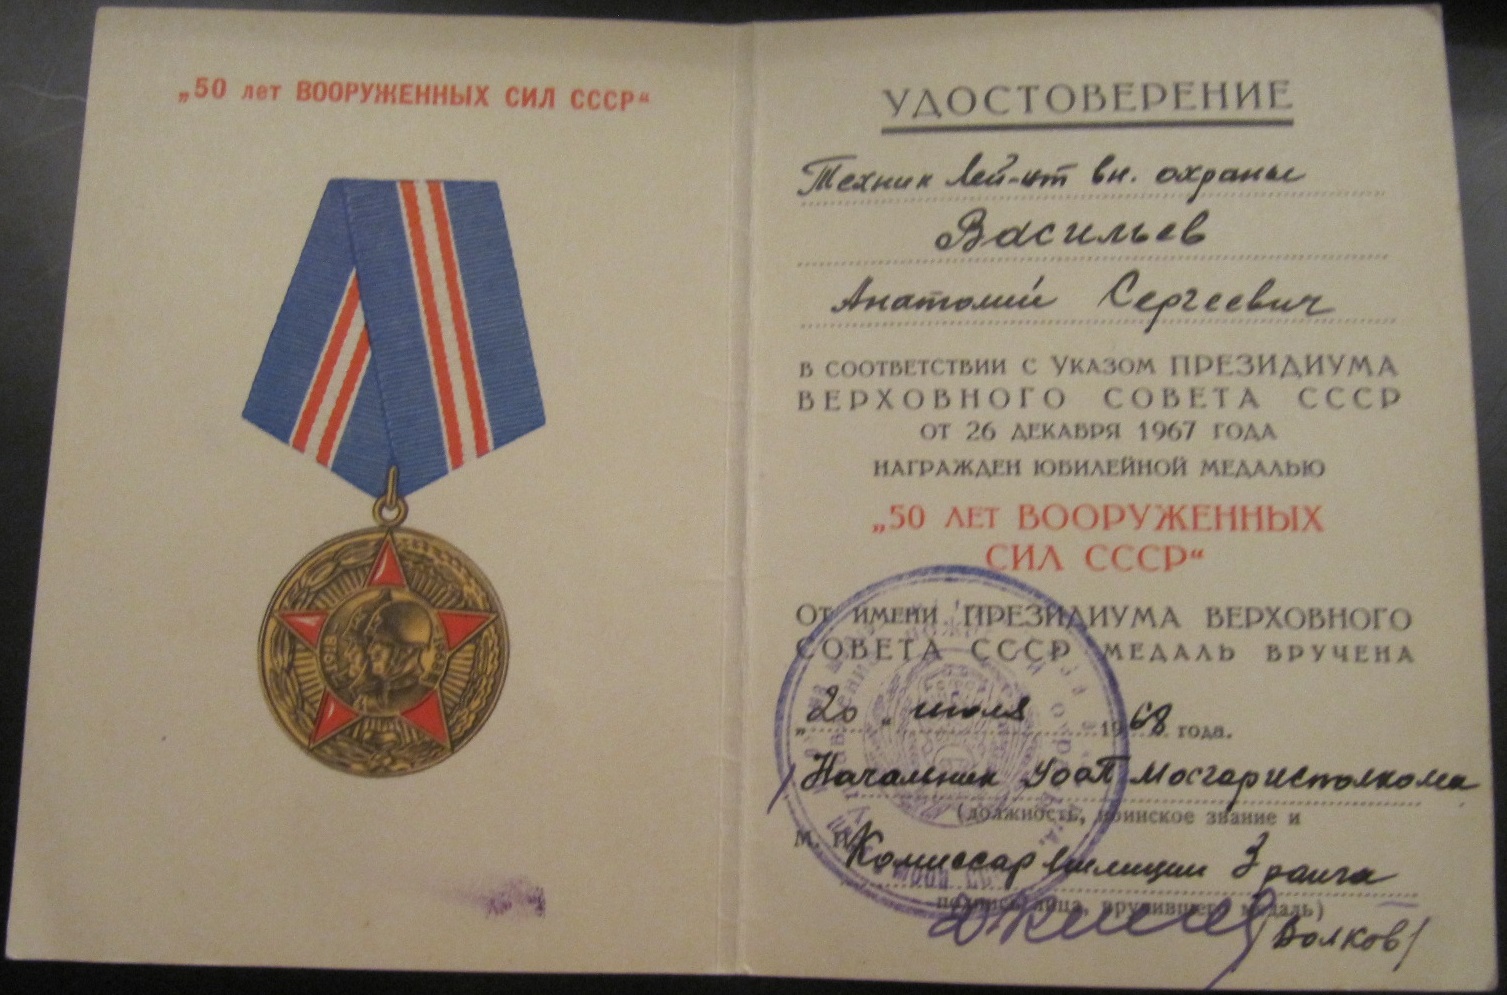 „50 лет ВООРУЖЕННЫХ СИЛ СССР“
УДОСТОВЕРЕНИЕ
Техник Лей-нт вн. охраны
Васильев
Анатолий Сергеевич
В СООТВЕТСТВИИ С УКАЗОМ ПРЕЗИДИУМА
ВЕРХОВНОГО СОВЕТА СССР
ОТ 26 ДЕКАБРЯ 1967 ГОДА
НАГРАЖДЕН ЮБИЛЕЙНОЙ МЕДАЛЬЮ
„50 ЛЕТ ВООРУЖЕННЫХ
СИЛ СССР“
ОТ ИМЕНИ ПРЕЗИДИУМА ВЕРХОВНОГО
СОВЕТА СССР МЕДАЛЬ ВРУЧЕНА
„20„ июля 1968 года.
Начальник УООП Мосгорисполкома
(должность, воинское звание и
М. П.
Комиссар милиции 3 ранга
подпись лица, вручившего медаль)
/Волков/